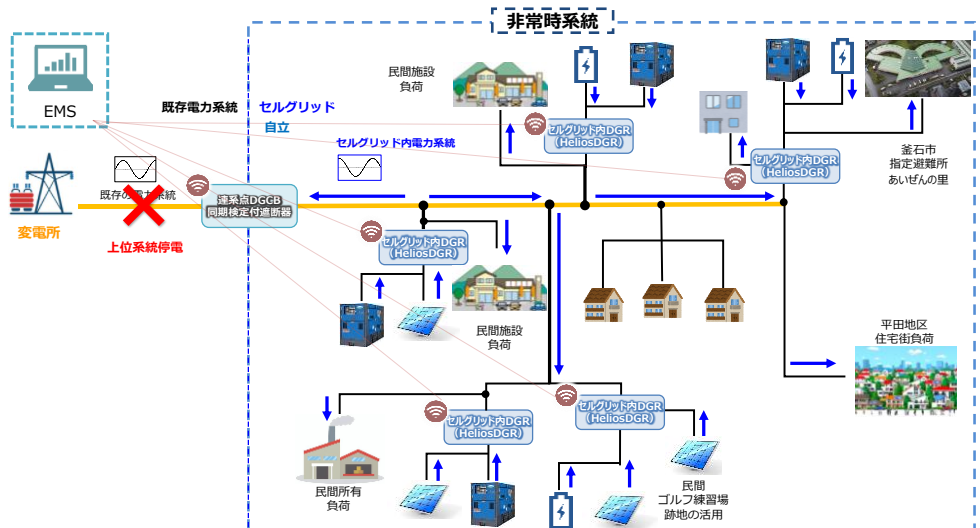 非常時系統
EMS
既存電力系統
セルグリッド
自立
セルグリッド内電力系統
民間施設
負荷
セルグリッド内DGR
(HeliosDGR)
セルグリッド内DGR
(HeliosDGR)
釜石市
指定避難所
あいぜんの里
既存の電力系統
連系点DGCB
同期検定付遮断器
変電所
上位系統停電
セルグリッド内DGR
(HeliosDGR)
民間施設
負荷
平田地区
住宅街負荷
セルグリッド内DGR
(HeliosDGR)
セルグリッド内DGR
(HeliosDGR)
民間所有
負荷
民間
ゴルフ練習場
跡地の活用